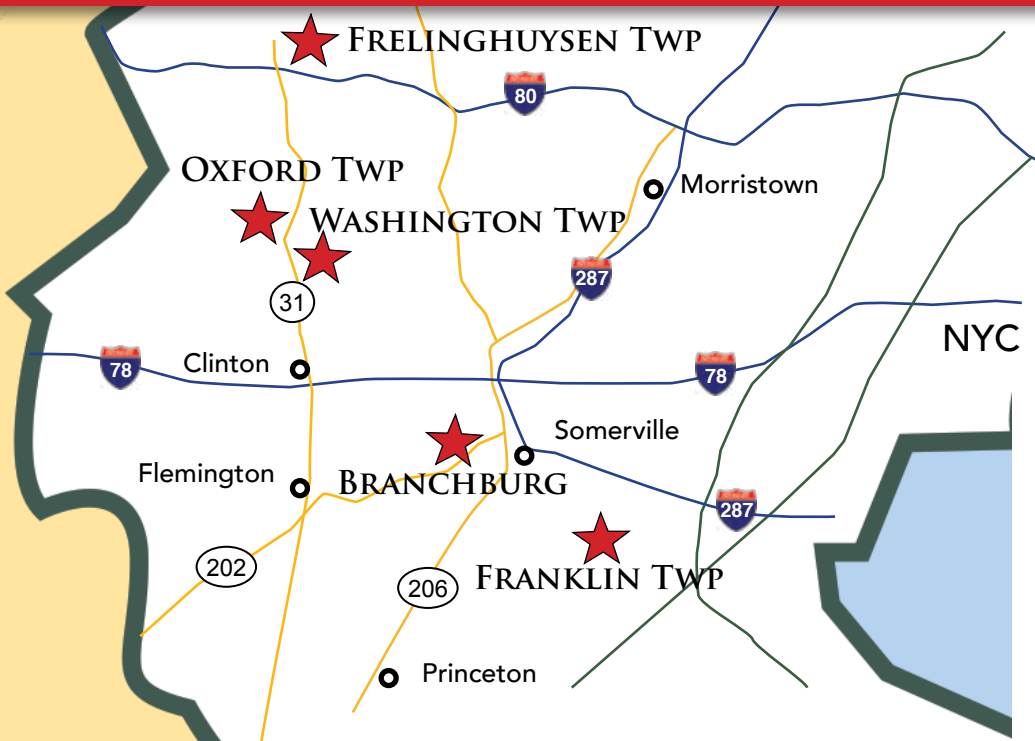 FRELINGHUYSEN TWP
80
OXFORD TWP
Morristown
WASHINGTON TWP
287
31
NYC
Clinton
78
78
Somerville
Flemington
BRANCHBURG
287
202
FRANKLIN TWP
206
Princeton